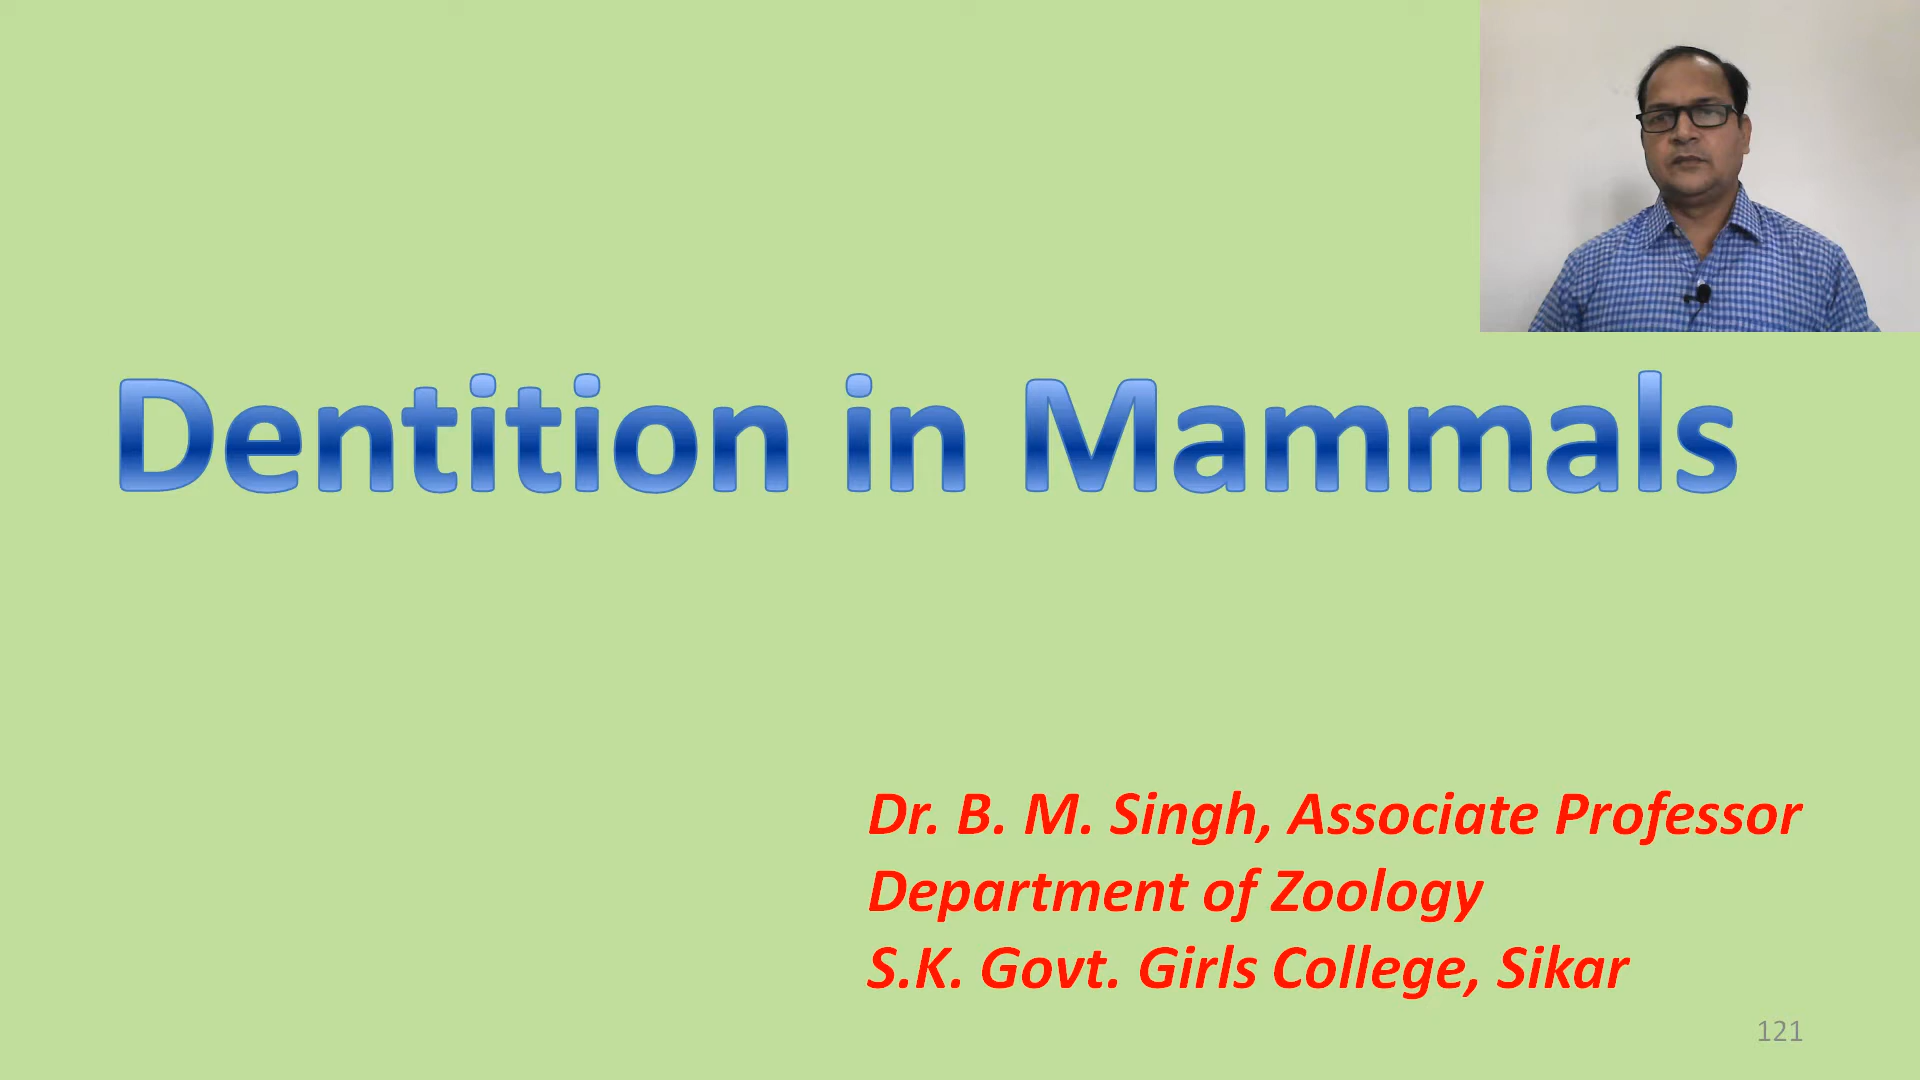 Dentition in Mammals
Dr. B. M. Singh, Associate Professor
Department of Zoology
S.K. Govt. Girls College, Sikar
121